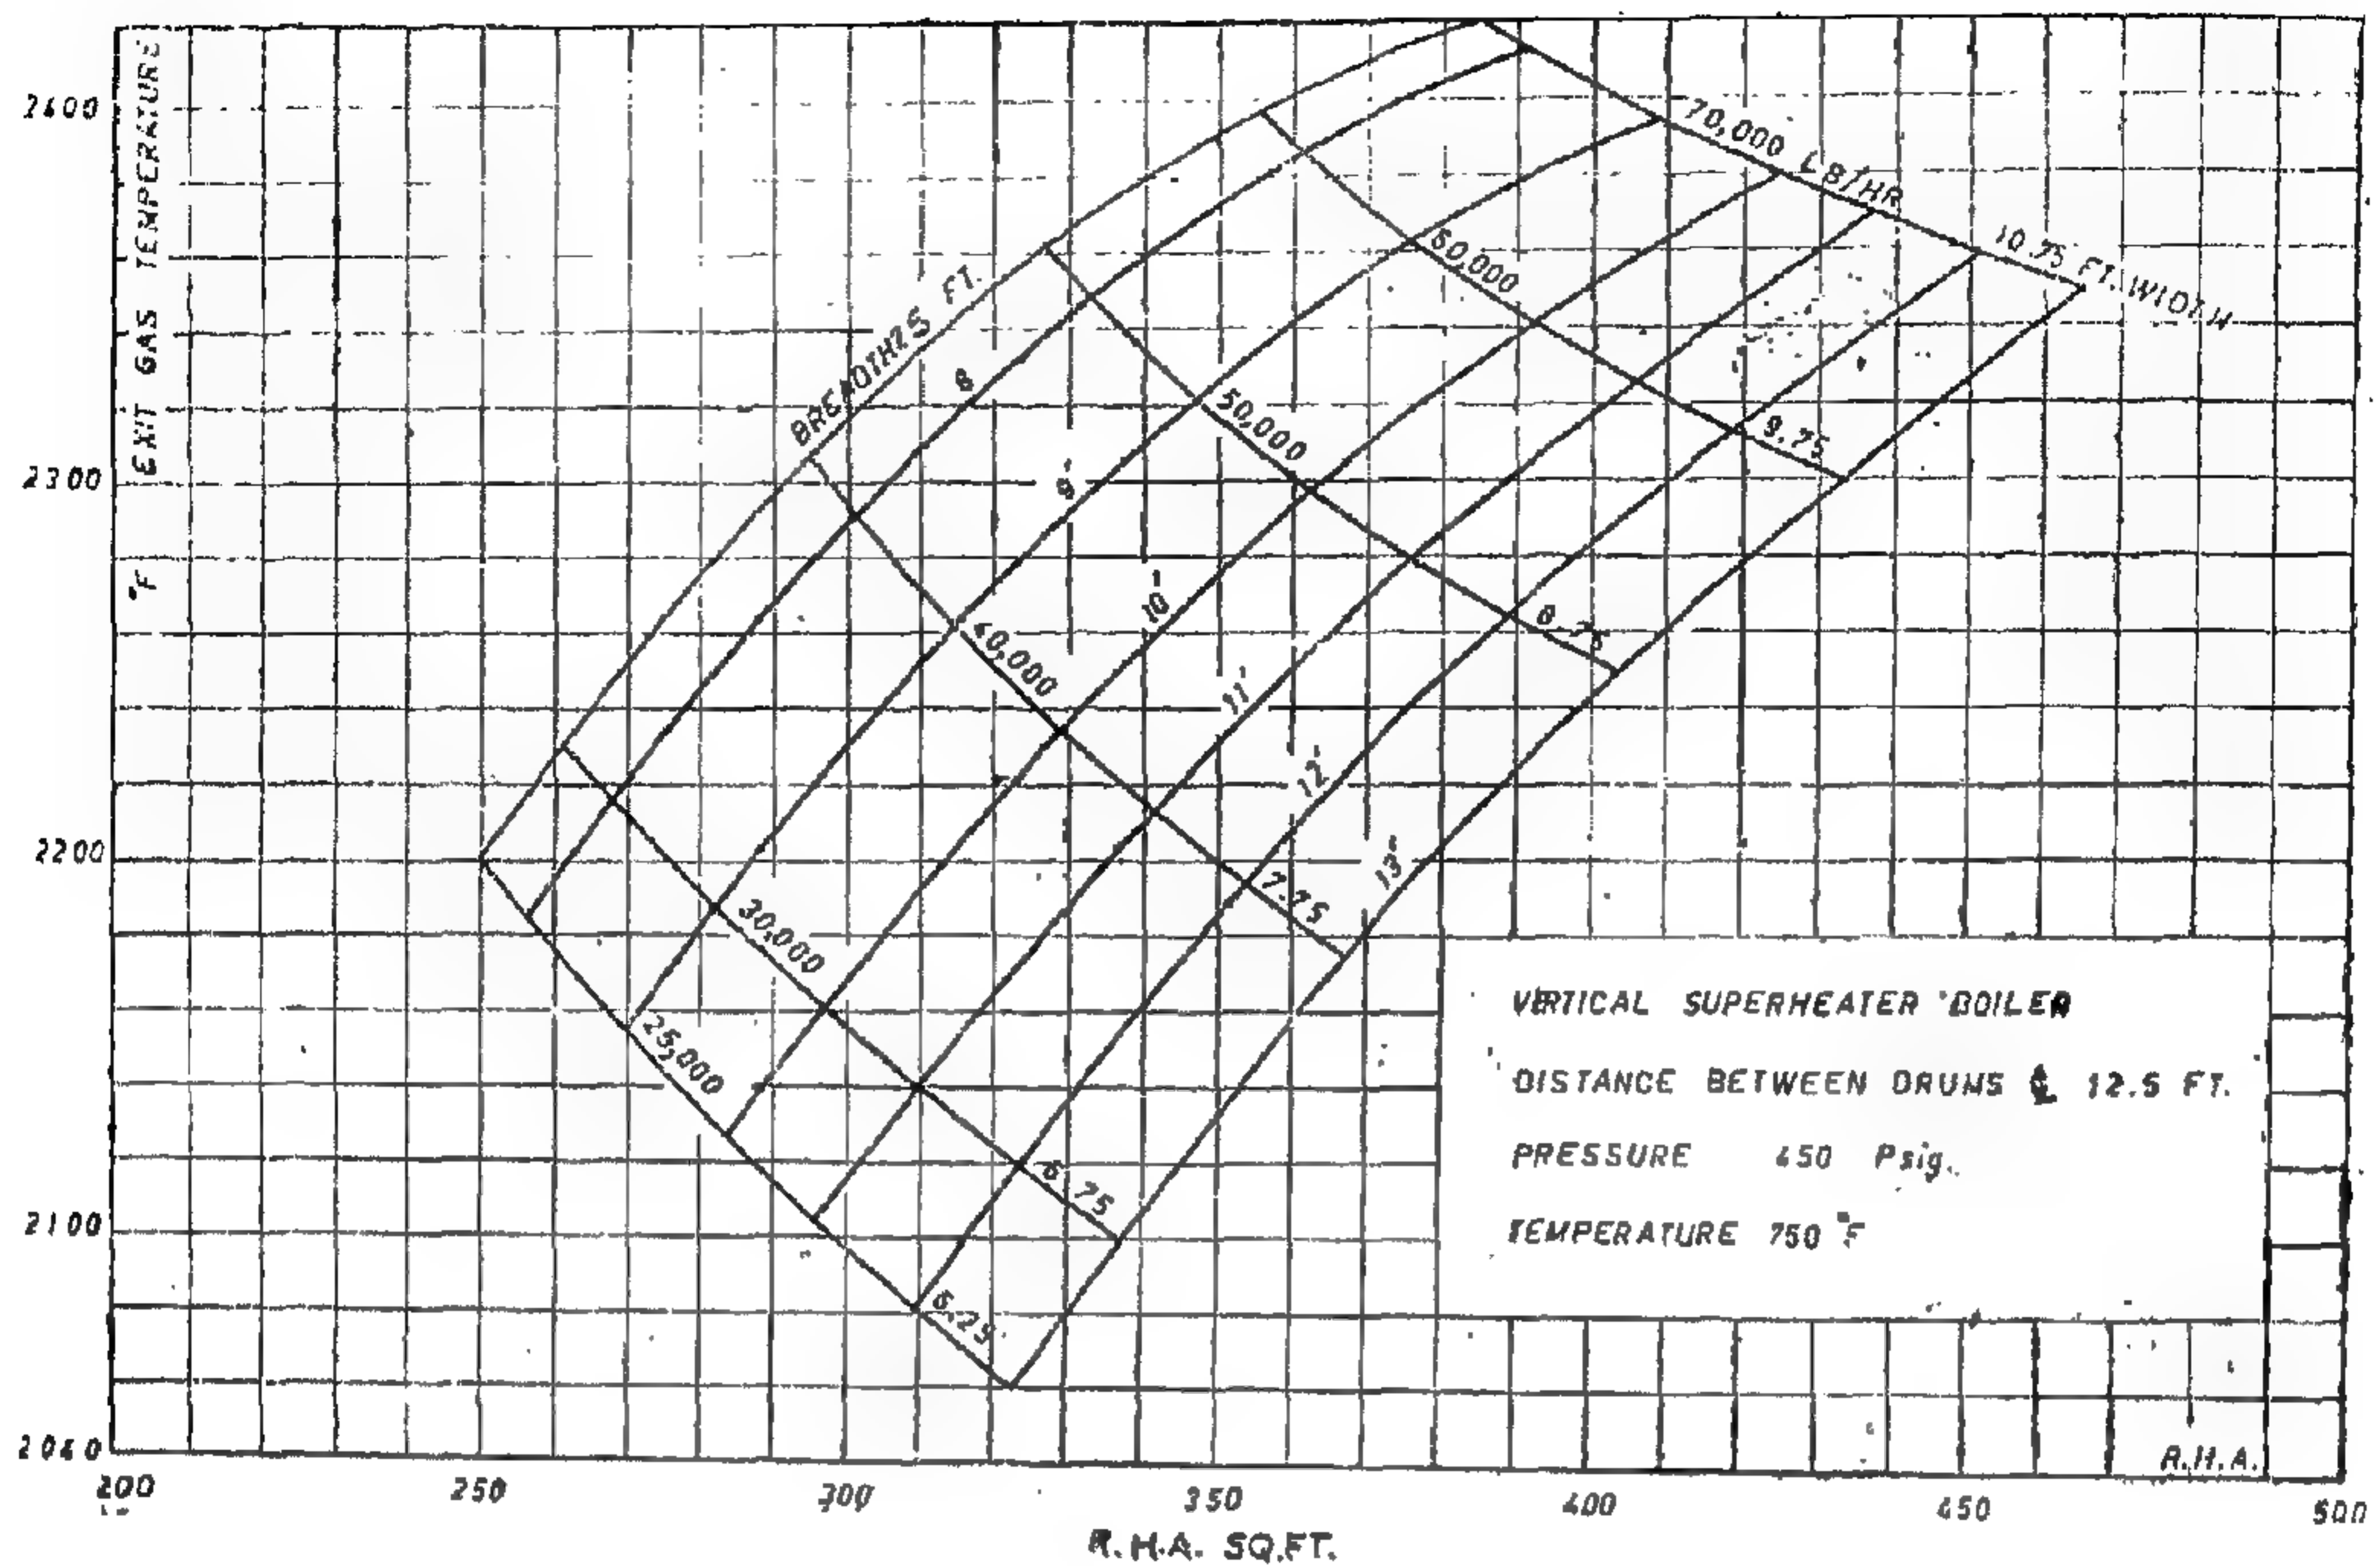 °F EXIT GAS TEMPERATURE
2400
2300
2200
2100
2040
BREADTHES FT.
8
9'
10'
11'
12'
13'
70,000 LB/HR
10.75 FT. WIDTH
60,000
9.75
50,000
8.75
40,000
7.75
30,000
6.75
25,000
6.25
VERTICAL SUPERHEATER BOILER
DISTANCE BETWEEN DRUMS ℄ 12.5 FT.
PRESSURE 450 Psig.
TEMPERATURE 750 °F
R.H.A.
200 250 300 350 400 450 500
R.H.A. SQ.FT.